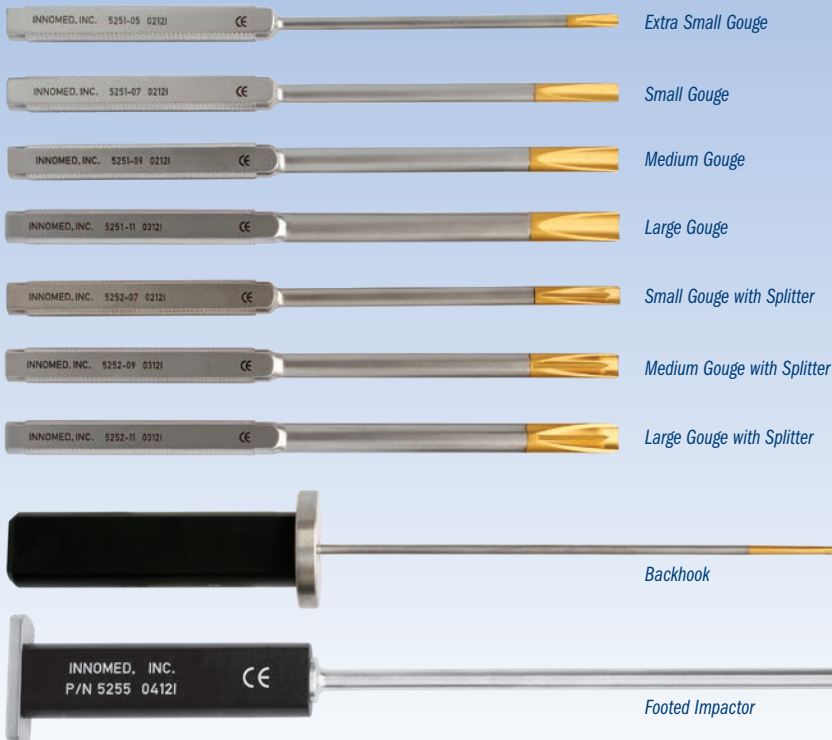 INNOMED, INC. 5251-05 0212I CE Extra Small Gouge
INNOMED, INC. 5251-07 0212I CE Small Gouge
INNOMED, INC. 5251-09 0212I CE Medium Gouge
INNOMED, INC. 5251-11 0312I CE Large Gouge
INNOMED, INC. 5252-07 0212I CE Small Gouge with Splitter
INNOMED, INC. 5252-09 0312I CE Medium Gouge with Splitter
INNOMED, INC. 5252-11 0312I CE Large Gouge with Splitter
Backhook
INNOMED, INC.
P/N 5255 0412I CE
Footed Impactor